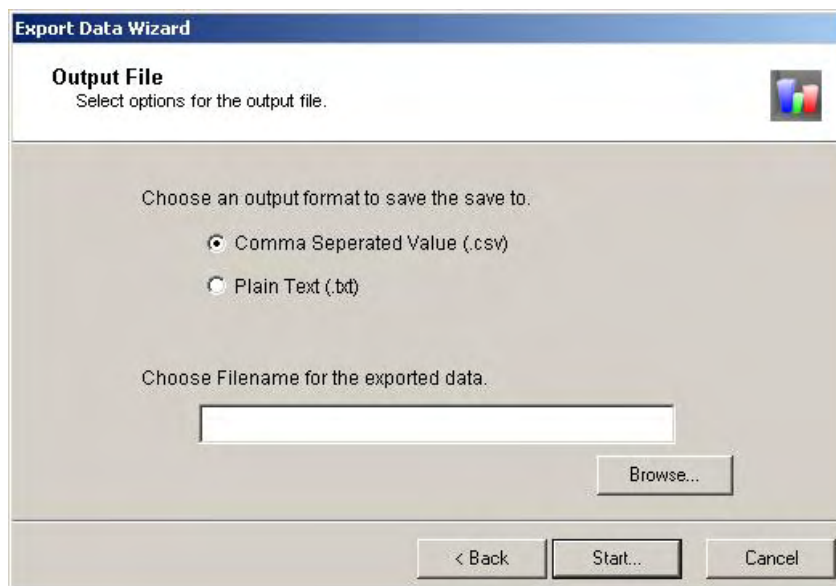 Export Data Wizard
Output File
Select options for the output file.
Choose an output format to save the save to.
Comma Seperated Value (.csv)
Plain Text (.txt)
Choose Filename for the exported data.
Browse...
< Back
Start...
Cancel